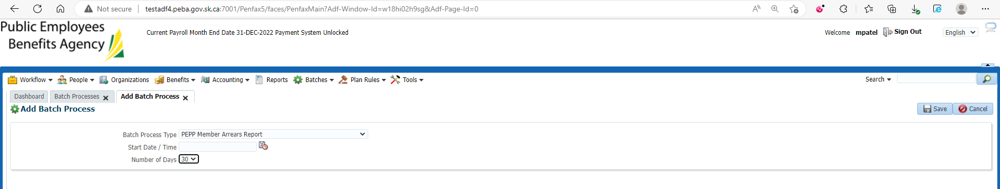 Not secure | testadf4.peba.gov.sk.ca:7001/Penfax5/faces/PenfaxMain?Adf-Window-Id=w18hi02h9sg&Adf-Page-Id=0
Public Employees
Benefits Agency
Current Payroll Month End Date 31-DEC-2022 Payment System Unlocked
Welcome mpatel Sign Out English
Workflow People Organizations Benefits Accounting Reports Batches Plan Rules Tools Search
Dashboard Batch Processes Add Batch Process
Add Batch Process Save Cancel
Batch Process Type PEPP Member Arrears Report
Start Date / Time
Number of Days 30